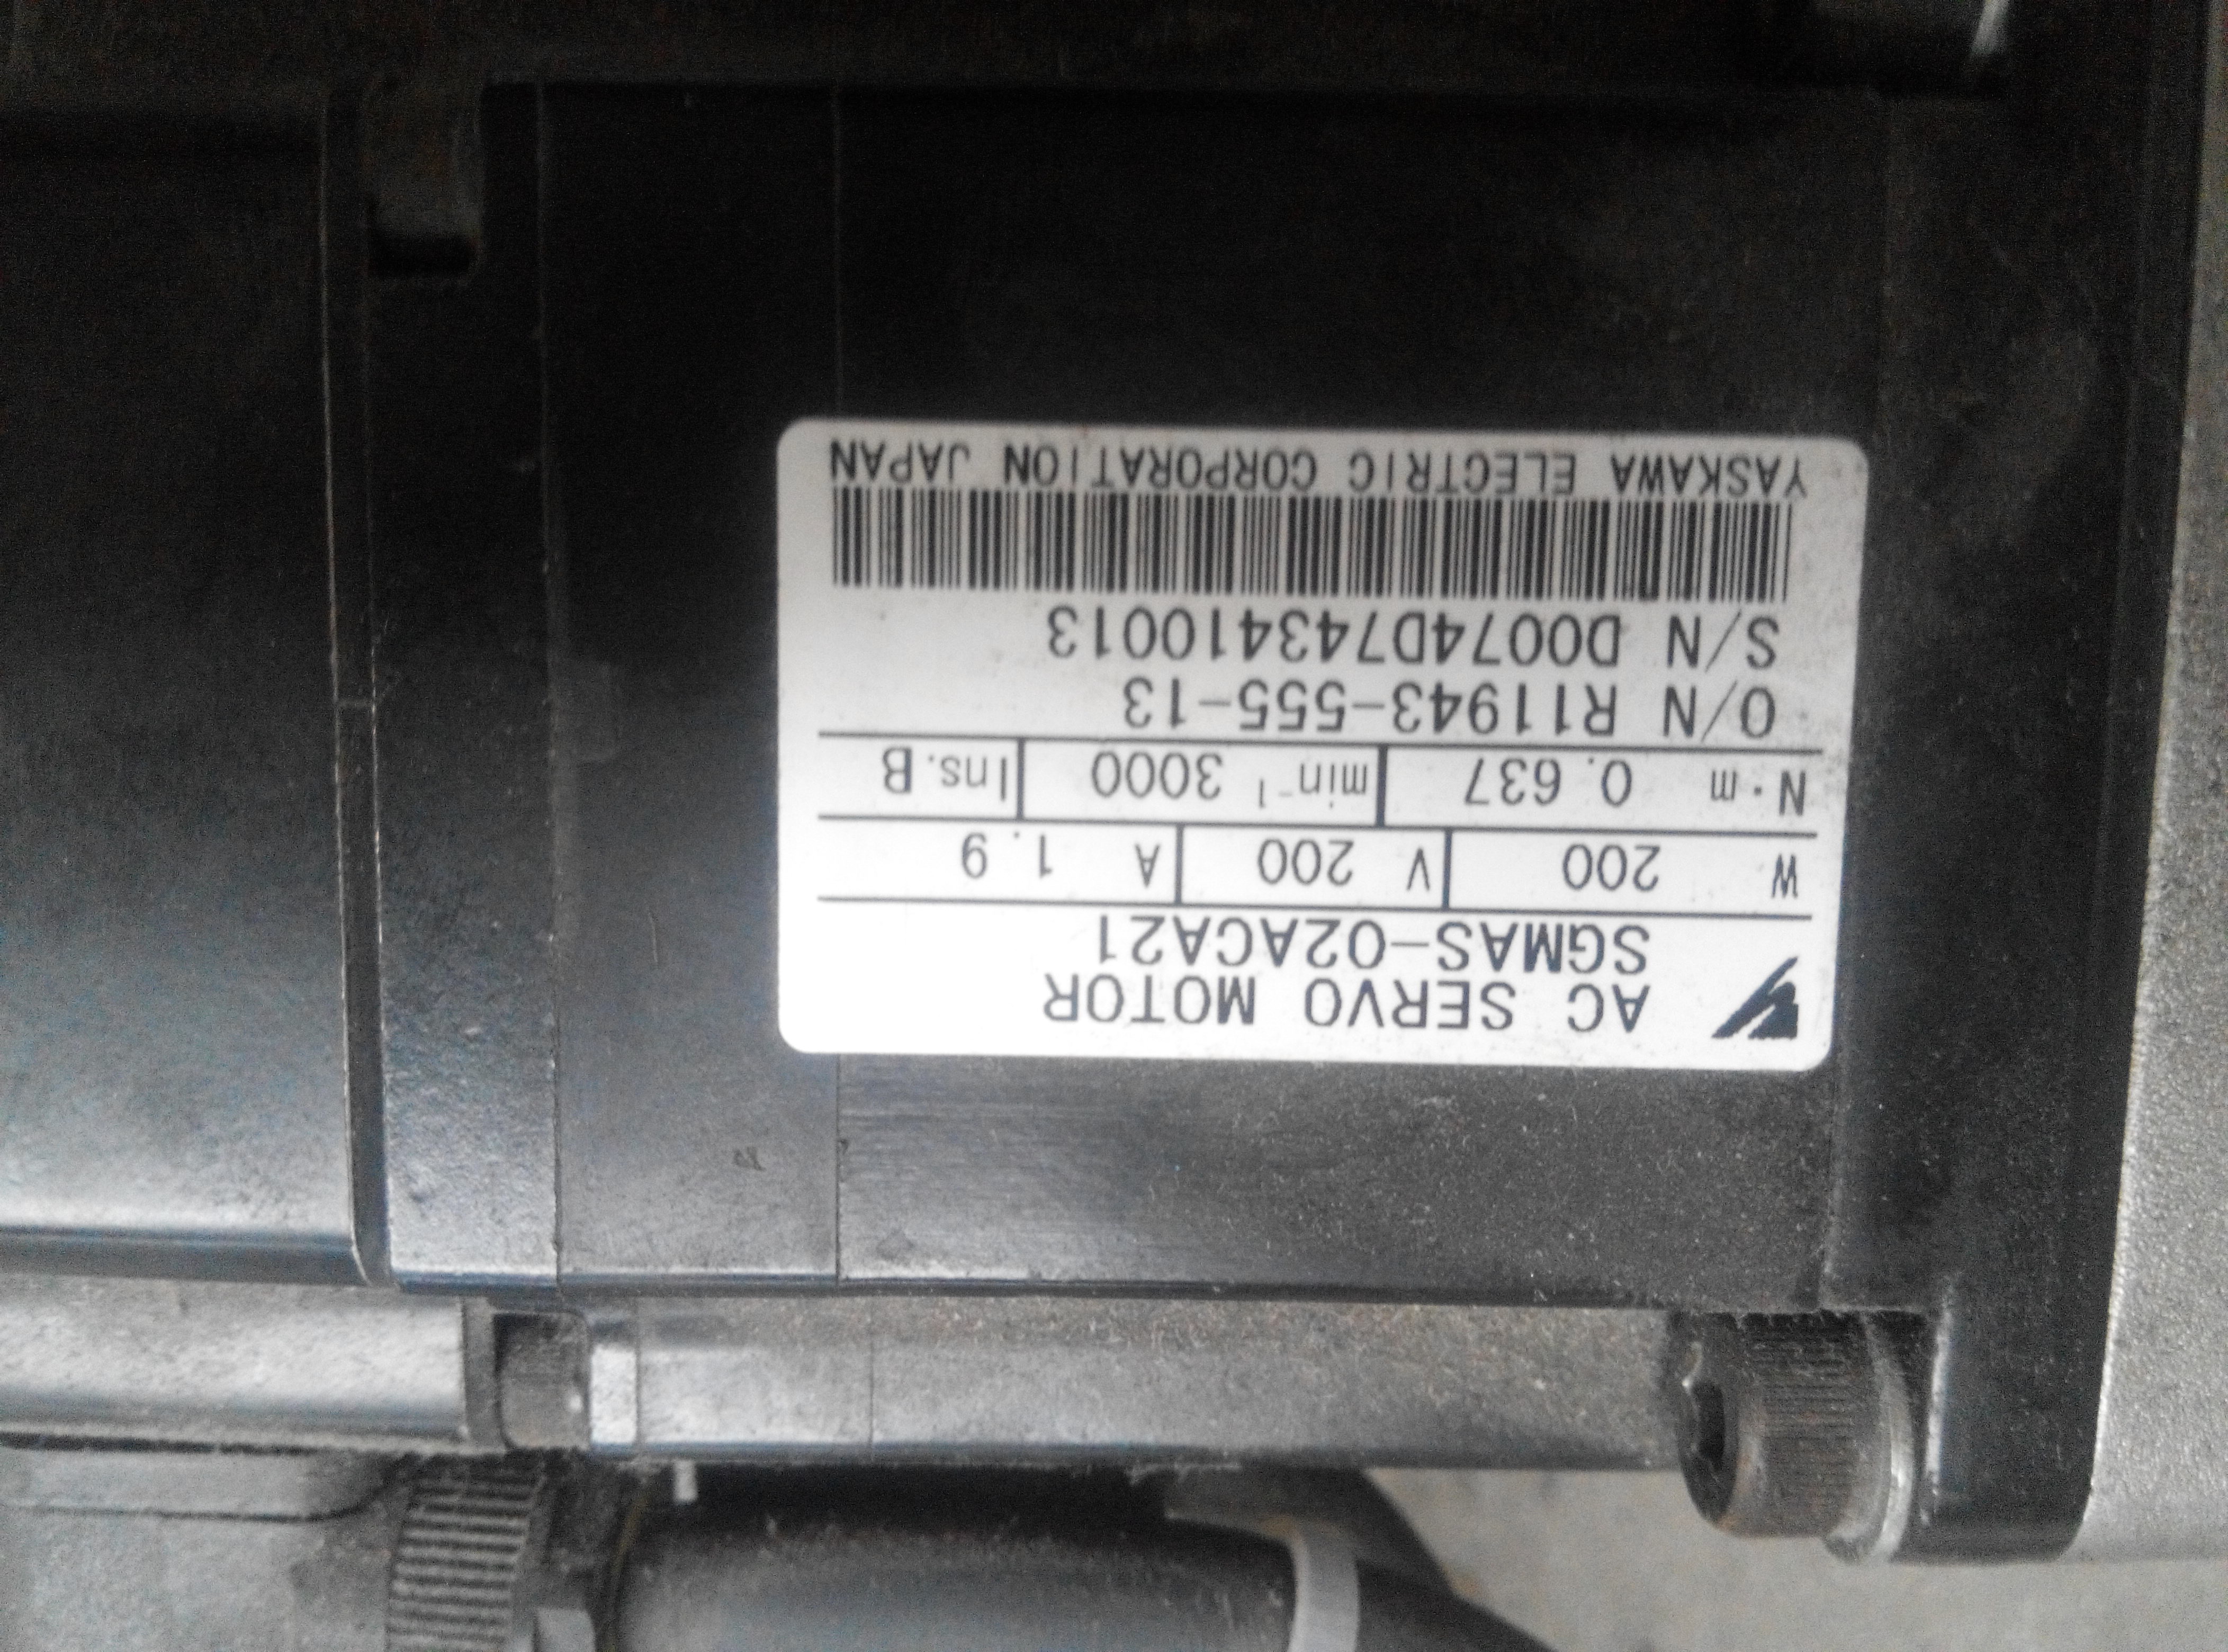 AC SERVO MOTOR
SGMAS-02ACA21
W 200 V 200 A 1.9
N·m 0.637 min⁻¹ 3000 Ins.B
O/N R11943-555-13
S/N D0074D743410013
YASKAWA ELECTRIC CORPORATION JAPAN